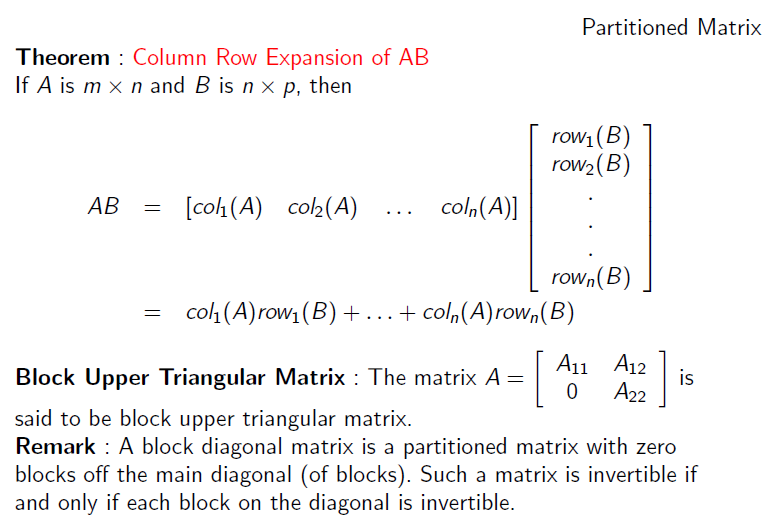 Partitioned Matrix
Theorem : Column Row Expansion of AB
If A is m × n and B is n × p, then
AB = [col₁(A) col₂(A) . . . colₙ(A)] [ row₁(B)
row₂(B)
.
.
.
rowₙ(B) ]
= col₁(A)row₁(B) + . . . + colₙ(A)rowₙ(B)
Block Upper Triangular Matrix : The matrix A = [ A₁₁ A₁₂
0 A₂₂ ] is
said to be block upper triangular matrix.
Remark : A block diagonal matrix is a partitioned matrix with zero
blocks off the main diagonal (of blocks). Such a matrix is invertible if
and only if each block on the diagonal is invertible.